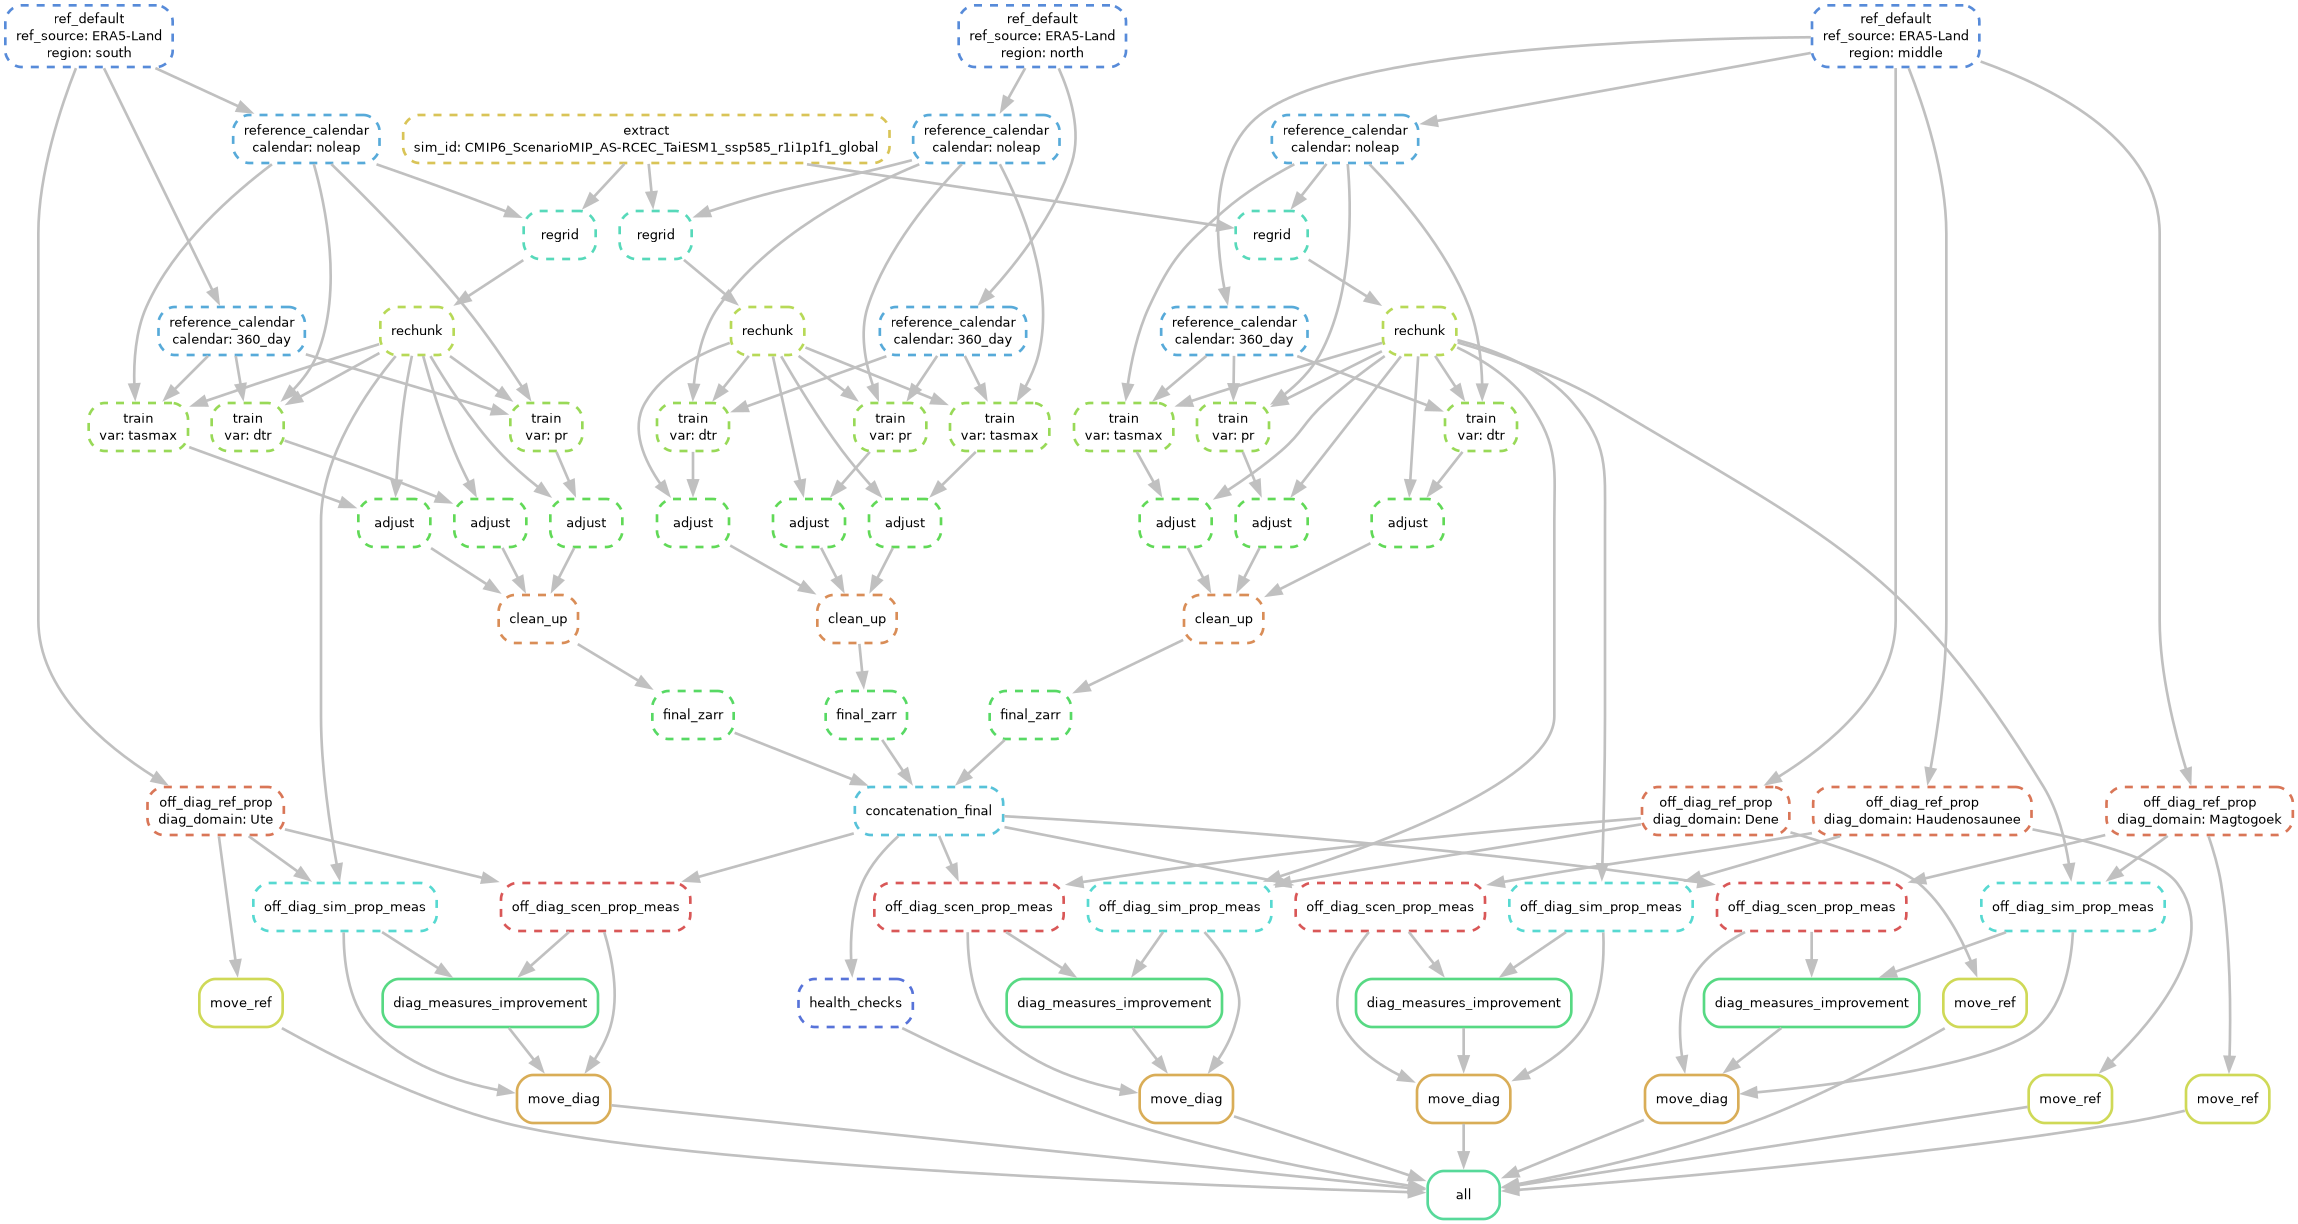 ref_default
ref_source: ERA5-Land
region: south
ref_default
ref_source: ERA5-Land
region: north
ref_default
ref_source: ERA5-Land
region: middle
reference_calendar
calendar: noleap
extract
sim_id: CMIP6_ScenarioMIP_AS-RCEC_TaiESM1_ssp585_r1i1p1f1_global
reference_calendar
calendar: noleap
reference_calendar
calendar: noleap
regrid
regrid
regrid
reference_calendar
calendar: 360_day
rechunk
rechunk
reference_calendar
calendar: 360_day
reference_calendar
calendar: 360_day
rechunk
train
var: tasmax
train
var: dtr
train
var: pr
train
var: dtr
train
var: pr
train
var: tasmax
train
var: tasmax
train
var: pr
train
var: dtr
adjust
adjust
adjust
adjust
adjust
adjust
adjust
adjust
adjust
clean_up
clean_up
clean_up
final_zarr
final_zarr
final_zarr
off_diag_ref_prop
diag_domain: Ute
concatenation_final
off_diag_ref_prop
diag_domain: Dene
off_diag_ref_prop
diag_domain: Haudenosaunee
off_diag_ref_prop
diag_domain: Magtogoek
off_diag_sim_prop_meas
off_diag_scen_prop_meas
off_diag_scen_prop_meas
off_diag_sim_prop_meas
off_diag_scen_prop_meas
off_diag_sim_prop_meas
off_diag_scen_prop_meas
off_diag_sim_prop_meas
move_ref
diag_measures_improvement
health_checks
diag_measures_improvement
diag_measures_improvement
diag_measures_improvement
move_ref
move_diag
move_diag
move_diag
move_diag
move_ref
move_ref
all